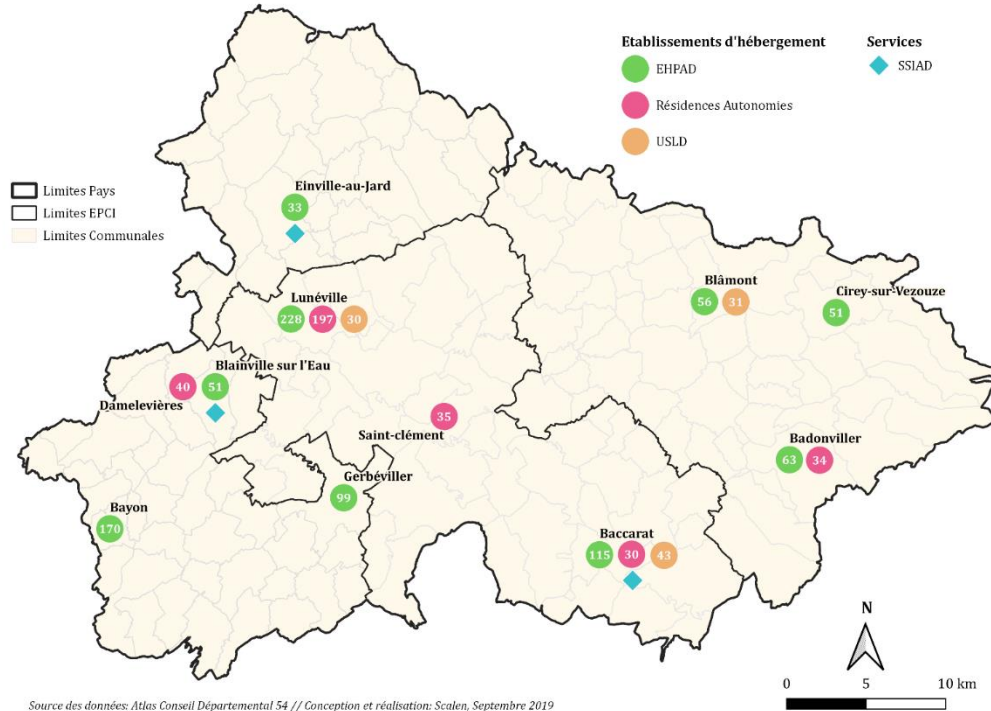 Etablissements d'hébergement
EHPAD
Résidences Autonomies
USLD
Services
SSIAD
Limites Pays
Limites EPCI
Limites Communales
Einville-au-Jard
33
Lunéville
228 197 30
Blâmont
56 31
Cirey-sur-Vezouze
51
Blainville sur l'Eau
40 51
Damelevières
35
Saint-clément
Badonviller
63 34
Gerbéviller
99
Bayon
170
Baccarat
115 30 43
N
0 5 10 km
Source des données: Atlas Conseil Départemental 54 // Conception et réalisation: Scalen, Septembre 2019